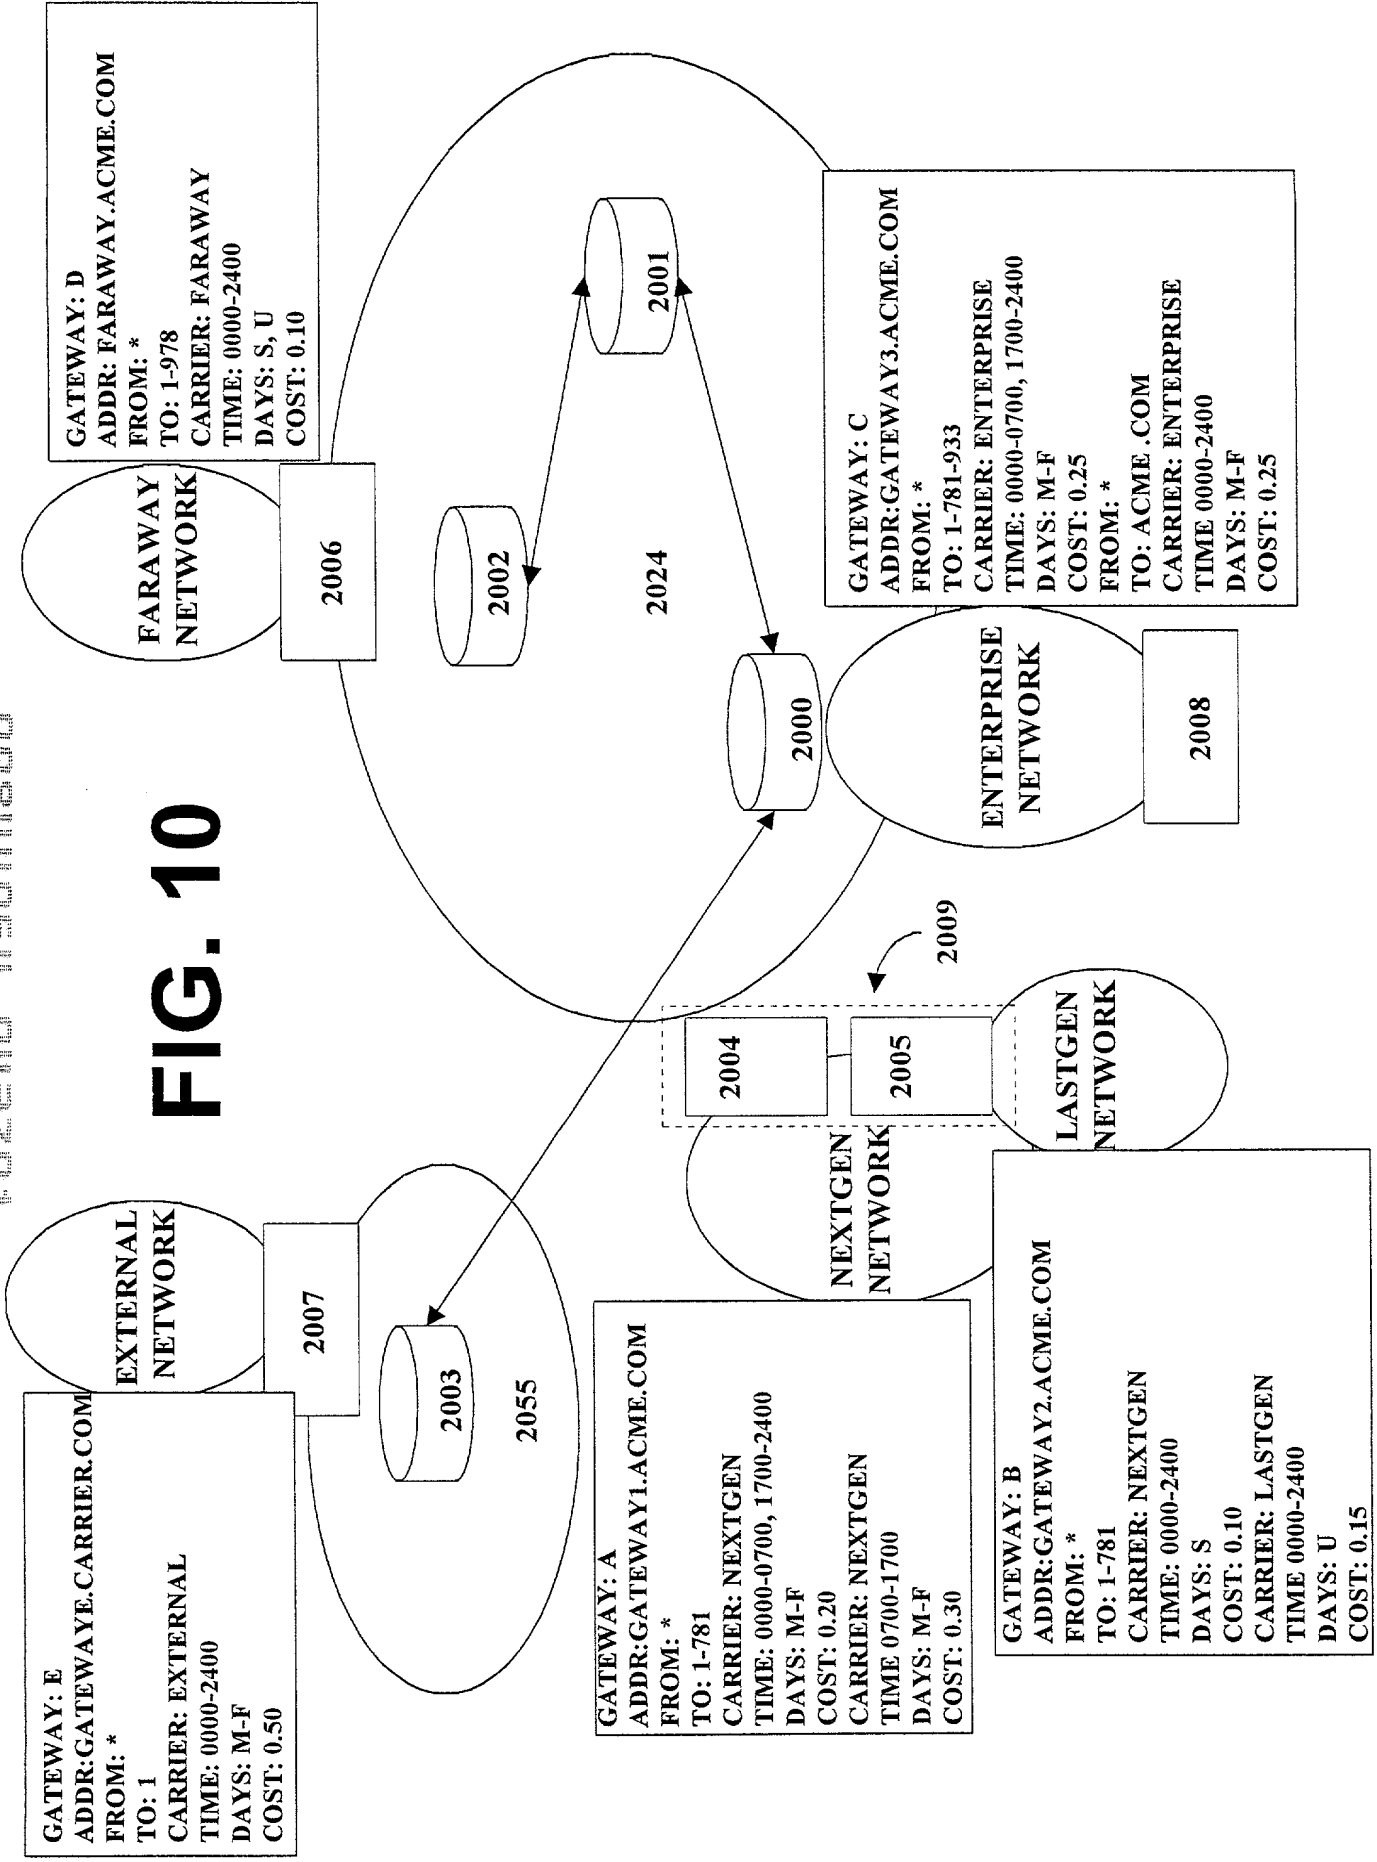 FIG. 10
GATEWAY: E
ADDR:GATEWAYE.CARRIER.COM
FROM: *
TO: 1
CARRIER: EXTERNAL
TIME: 0000-2400
DAYS: M-F
COST: 0.50
EXTERNAL
NETWORK
2007
2003
2055
GATEWAY: D
ADDR: FARAWAY.ACME.COM
FROM: *
TO: 1-978
CARRIER: FARAWAY
TIME: 0000-2400
DAYS: S, U
COST: 0.10
FARAWAY
NETWORK
2006
2002
2001
2024
2000
GATEWAY: A
ADDR:GATEWAY1.ACME.COM
FROM: *
TO: 1-781
CARRIER: NEXTGEN
TIME: 0000-0700, 1700-2400
DAYS: M-F
COST: 0.20
CARRIER: NEXTGEN
TIME 0700-1700
DAYS: M-F
COST: 0.30
NEXTGEN
NETWORK
2004
2005
2009
LASTGEN
NETWORK
GATEWAY: B
ADDR:GATEWAY2.ACME.COM
FROM: *
TO: 1-781
CARRIER: NEXTGEN
TIME: 0000-2400
DAYS: S
COST: 0.10
CARRIER: LASTGEN
TIME 0000-2400
DAYS: U
COST: 0.15
ENTERPRISE
NETWORK
2008
GATEWAY: C
ADDR:GATEWAY3.ACME.COM
FROM: *
TO: 1-781-933
CARRIER: ENTERPRISE
TIME: 0000-0700, 1700-2400
DAYS: M-F
COST: 0.25
FROM: *
TO: ACME .COM
CARRIER: ENTERPRISE
TIME 0000-2400
DAYS: M-F
COST: 0.25